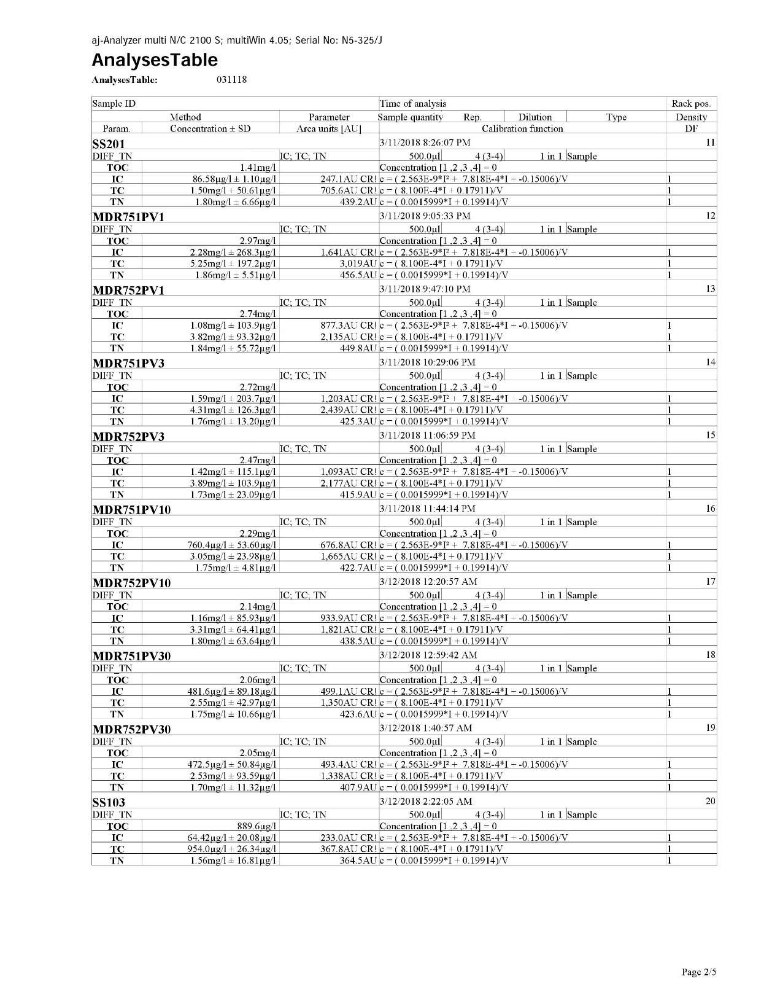 aj-Analyzer multi N/C 2100 S; multiWin 4.05; Serial No: N5-325/J
AnalysesTable
AnalysesTable: 031118
Sample ID Time of analysis Rack pos.
Method Parameter Sample quantity Rep. Dilution Type Density
Param. Concentration ± SD Area units [AU] Calibration function DF
SS201 3/11/2018 8:26:07 PM 11
DIFF_TN IC; TC; TN 500.0µl 4 (3-4) 1 in 1 Sample
TOC 1.41mg/l Concentration [1 ,2 ,3 ,4] = 0
IC 86.58µg/l ± 1.10µg/l 247.1AU CR! c = ( 2.563E-9*I² + 7.818E-4*I + -0.15006)/V 1
TC 1.50mg/l ± 50.61µg/l 705.6AU CR! c = ( 8.100E-4*I + 0.17911)/V 1
TN 1.80mg/l ± 6.66µg/l 439.2AU c = ( 0.0015999*I + 0.19914)/V 1
MDR751PV1 3/11/2018 9:05:33 PM 12
DIFF_TN IC; TC; TN 500.0µl 4 (3-4) 1 in 1 Sample
TOC 2.97mg/l Concentration [1 ,2 ,3 ,4] = 0
IC 2.28mg/l ± 268.3µg/l 1,641AU CR! c = ( 2.563E-9*I² + 7.818E-4*I + -0.15006)/V 1
TC 5.25mg/l ± 197.2µg/l 3,019AU c = ( 8.100E-4*I + 0.17911)/V 1
TN 1.86mg/l ± 5.51µg/l 456.5AU c = ( 0.0015999*I + 0.19914)/V 1
MDR752PV1 3/11/2018 9:47:10 PM 13
DIFF_TN IC; TC; TN 500.0µl 4 (3-4) 1 in 1 Sample
TOC 2.74mg/l Concentration [1 ,2 ,3 ,4] = 0
IC 1.08mg/l ± 103.9µg/l 877.3AU CR! c = ( 2.563E-9*I² + 7.818E-4*I + -0.15006)/V 1
TC 3.82mg/l ± 93.32µg/l 2,135AU CR! c = ( 8.100E-4*I + 0.17911)/V 1
TN 1.84mg/l ± 55.72µg/l 449.8AU c = ( 0.0015999*I + 0.19914)/V 1
MDR751PV3 3/11/2018 10:29:06 PM 14
DIFF_TN IC; TC; TN 500.0µl 4 (3-4) 1 in 1 Sample
TOC 2.72mg/l Concentration [1 ,2 ,3 ,4] = 0
IC 1.59mg/l ± 203.7µg/l 1,203AU CR! c = ( 2.563E-9*I² + 7.818E-4*I + -0.15006)/V 1
TC 4.31mg/l ± 126.3µg/l 2,439AU CR! c = ( 8.100E-4*I + 0.17911)/V 1
TN 1.76mg/l ± 13.20µg/l 425.3AU c = ( 0.0015999*I + 0.19914)/V 1
MDR752PV3 3/11/2018 11:06:59 PM 15
DIFF_TN IC; TC; TN 500.0µl 4 (3-4) 1 in 1 Sample
TOC 2.47mg/l Concentration [1 ,2 ,3 ,4] = 0
IC 1.42mg/l ± 115.1µg/l 1,093AU CR! c = ( 2.563E-9*I² + 7.818E-4*I + -0.15006)/V 1
TC 3.89mg/l ± 103.9µg/l 2,177AU CR! c = ( 8.100E-4*I + 0.17911)/V 1
TN 1.73mg/l ± 23.09µg/l 415.9AU c = ( 0.0015999*I + 0.19914)/V 1
MDR751PV10 3/11/2018 11:44:14 PM 16
DIFF_TN IC; TC; TN 500.0µl 4 (3-4) 1 in 1 Sample
TOC 2.29mg/l Concentration [1 ,2 ,3 ,4] = 0
IC 760.4µg/l ± 53.60µg/l 676.8AU CR! c = ( 2.563E-9*I² + 7.818E-4*I + -0.15006)/V 1
TC 3.05mg/l ± 23.98µg/l 1,665AU CR! c = ( 8.100E-4*I + 0.17911)/V 1
TN 1.75mg/l ± 4.81µg/l 422.7AU c = ( 0.0015999*I + 0.19914)/V 1
MDR752PV10 3/12/2018 12:20:57 AM 17
DIFF_TN IC; TC; TN 500.0µl 4 (3-4) 1 in 1 Sample
TOC 2.14mg/l Concentration [1 ,2 ,3 ,4] = 0
IC 1.16mg/l ± 85.93µg/l 933.9AU CR! c = ( 2.563E-9*I² + 7.818E-4*I + -0.15006)/V 1
TC 3.31mg/l ± 64.41µg/l 1,821AU CR! c = ( 8.100E-4*I + 0.17911)/V 1
TN 1.80mg/l ± 63.64µg/l 438.5AU c = ( 0.0015999*I + 0.19914)/V 1
MDR751PV30 3/12/2018 12:59:42 AM 18
DIFF_TN IC; TC; TN 500.0µl 4 (3-4) 1 in 1 Sample
TOC 2.06mg/l Concentration [1 ,2 ,3 ,4] = 0
IC 481.6µg/l ± 89.18µg/l 499.1AU CR! c = ( 2.563E-9*I² + 7.818E-4*I + -0.15006)/V 1
TC 2.55mg/l ± 42.97µg/l 1,350AU CR! c = ( 8.100E-4*I + 0.17911)/V 1
TN 1.75mg/l ± 10.66µg/l 423.6AU c = ( 0.0015999*I + 0.19914)/V 1
MDR752PV30 3/12/2018 1:40:57 AM 19
DIFF_TN IC; TC; TN 500.0µl 4 (3-4) 1 in 1 Sample
TOC 2.05mg/l Concentration [1 ,2 ,3 ,4] = 0
IC 472.5µg/l ± 50.84µg/l 493.4AU CR! c = ( 2.563E-9*I² + 7.818E-4*I + -0.15006)/V 1
TC 2.53mg/l ± 93.59µg/l 1,338AU CR! c = ( 8.100E-4*I + 0.17911)/V 1
TN 1.70mg/l ± 11.32µg/l 407.9AU c = ( 0.0015999*I + 0.19914)/V 1
SS103 3/12/2018 2:22:05 AM 20
DIFF_TN IC; TC; TN 500.0µl 4 (3-4) 1 in 1 Sample
TOC 889.6µg/l Concentration [1 ,2 ,3 ,4] = 0
IC 64.42µg/l ± 20.08µg/l 233.0AU CR! c = ( 2.563E-9*I² + 7.818E-4*I + -0.15006)/V 1
TC 954.0µg/l ± 26.34µg/l 367.8AU CR! c = ( 8.100E-4*I + 0.17911)/V 1
TN 1.56mg/l ± 16.81µg/l 364.5AU c = ( 0.0015999*I + 0.19914)/V 1
Page 2/5